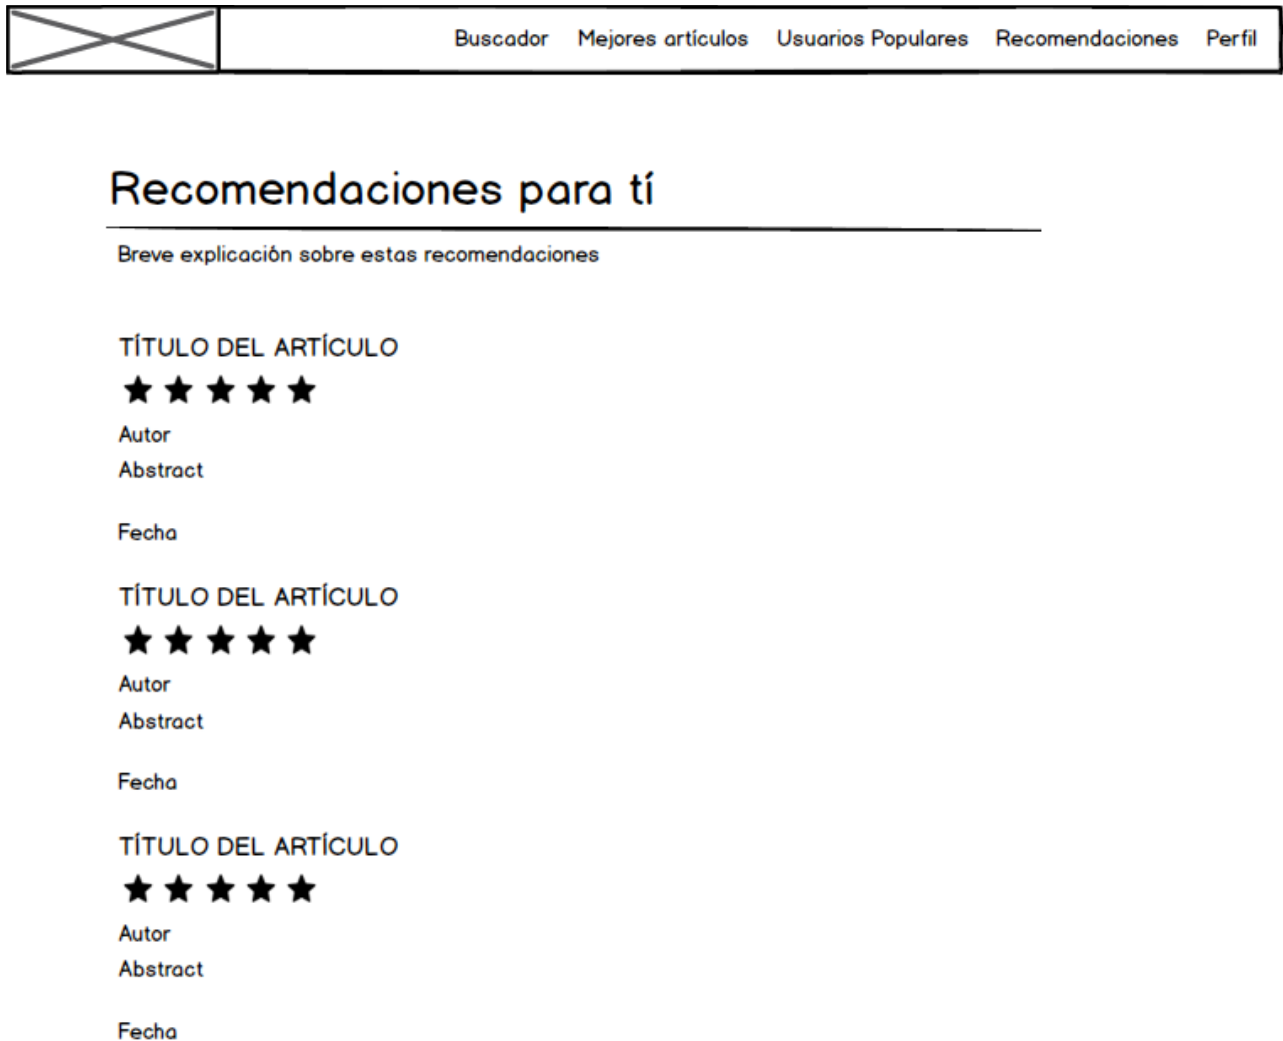 Buscador Mejores artículos Usuarios Populares Recomendaciones Perfil
Recomendaciones para tí
Breve explicación sobre estas recomendaciones
TÍTULO DEL ARTÍCULO
Autor
Abstract
Fecha
TÍTULO DEL ARTÍCULO
Autor
Abstract
Fecha
TÍTULO DEL ARTÍCULO
Autor
Abstract
Fecha